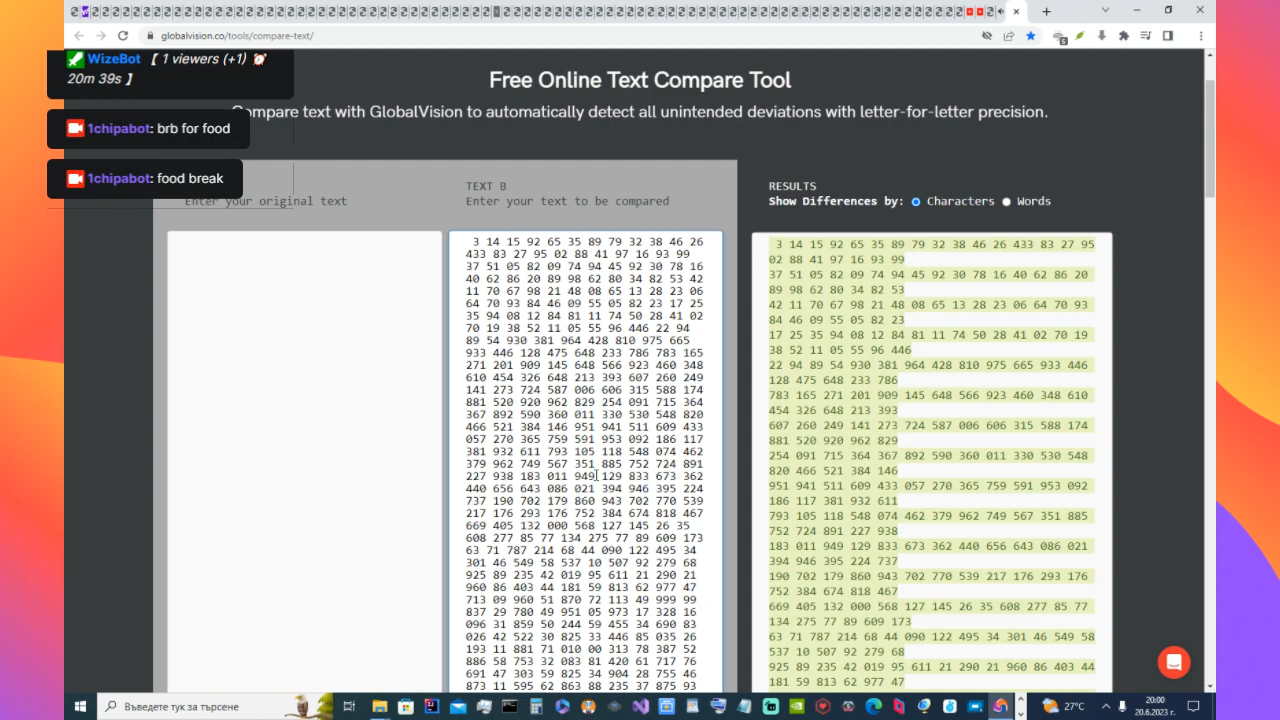 globalvision.co/tools/compare-text/
WizeBot [ 1 viewers (+1)
20m 39s ]
1chipabot: brb for food
1chipabot: food break
Free Online Text Compare Tool
Compare text with GlobalVision to automatically detect all unintended deviations with letter-for-letter precision.
Enter your original text
TEXT B
Enter your text to be compared
3 14 15 92 65 35 89 79 32 38 46 26
433 83 27 95 02 88 41 97 16 93 99
37 51 05 82 09 74 94 45 92 30 78 16
40 62 86 20 89 98 62 80 34 82 53 42
11 70 67 98 21 48 08 65 13 28 23 06
64 70 93 84 46 09 55 05 82 23 17 25
35 94 08 12 84 81 11 74 50 28 41 02
70 19 38 52 11 05 55 96 446 22 94
89 54 930 381 964 428 810 975 665
933 446 128 475 648 233 786 783 165
271 201 909 145 648 566 923 460 348
610 454 326 648 213 393 607 260 249
141 273 724 587 006 606 315 588 174
881 520 920 962 829 254 091 715 364
367 892 590 360 011 330 530 548 820
466 521 384 146 951 941 511 609 433
057 270 365 759 591 953 092 186 117
381 932 611 793 105 118 548 074 462
379 962 749 567 351 885 752 724 891
227 938 183 011 949 129 833 673 362
440 656 643 086 021 394 946 395 224
737 190 702 179 860 943 702 770 539
217 176 293 176 752 384 674 818 467
669 405 132 000 568 127 145 26 35
608 277 85 77 134 275 77 89 609 173
63 71 787 214 68 44 090 122 495 34
301 46 549 58 537 10 507 92 279 68
925 89 235 42 019 95 611 21 290 21
960 86 403 44 181 59 813 62 977 47
713 09 960 51 870 72 113 49 999 99
837 29 780 49 951 05 973 17 328 16
096 31 859 50 244 59 455 34 690 83
026 42 522 30 825 33 446 85 035 26
193 11 881 71 010 00 313 78 387 52
886 58 753 32 083 81 420 61 717 76
691 47 303 59 825 34 904 28 755 46
873 11 595 62 863 88 235 37 875 93
RESULTS
Show Differences by: Characters Words
3 14 15 92 65 35 89 79 32 38 46 26 433 83 27 95
02 88 41 97 16 93 99
37 51 05 82 09 74 94 45 92 30 78 16 40 62 86 20
89 98 62 80 34 82 53
42 11 70 67 98 21 48 08 65 13 28 23 06 64 70 93
84 46 09 55 05 82 23
17 25 35 94 08 12 84 81 11 74 50 28 41 02 70 19
38 52 11 05 55 96 446
22 94 89 54 930 381 964 428 810 975 665 933 446
128 475 648 233 786
783 165 271 201 909 145 648 566 923 460 348 610
454 326 648 213 393
607 260 249 141 273 724 587 006 606 315 588 174
881 520 920 962 829
254 091 715 364 367 892 590 360 011 330 530 548
820 466 521 384 146
951 941 511 609 433 057 270 365 759 591 953 092
186 117 381 932 611
793 105 118 548 074 462 379 962 749 567 351 885
752 724 891 227 938
183 011 949 129 833 673 362 440 656 643 086 021
394 946 395 224 737
190 702 179 860 943 702 770 539 217 176 293 176
752 384 674 818 467
669 405 132 000 568 127 145 26 35 608 277 85 77
134 275 77 89 609 173
63 71 787 214 68 44 090 122 495 34 301 46 549 58
537 10 507 92 279 68
925 89 235 42 019 95 611 21 290 21 960 86 403 44
181 59 813 62 977 47
Въведете тук за търсене
27°C
20:00
20.6.2023 г.